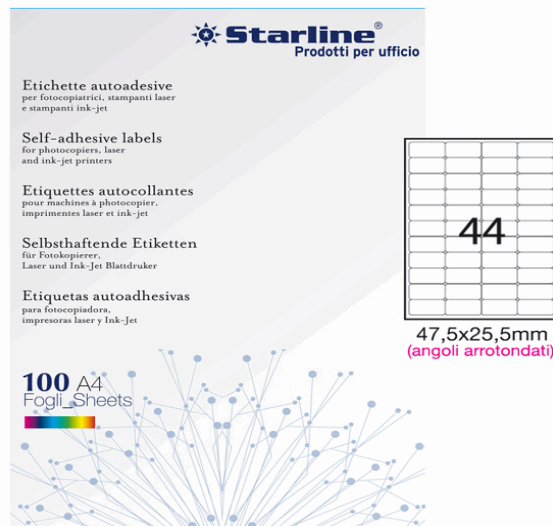 Starline®
Prodotti per ufficio
Etichette autoadesive
per fotocopiatrici, stampanti laser
e stampanti ink-jet
Self-adhesive labels
for photocopiers, laser
and ink-jet printers
Etiquettes autocollantes
pour machines à photocopier,
imprimentes laser et ink-jet
Selbsthaftende Etiketten
für Fotokopierer,
Laser und Ink-Jet Blattdruker
Etiquetas autoadhesivas
para fotocopiadora,
impresoras laser y Ink-Jet
100 A4
Fogli_Sheets
44
47,5x25,5mm
(angoli arrotondati)